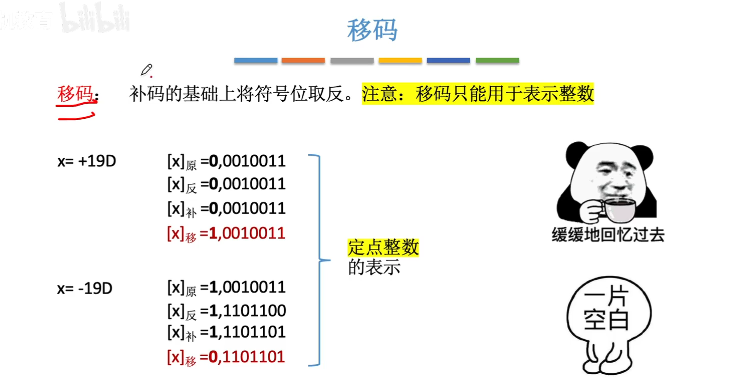 bilibili
移码
移码： 补码的基础上将符号位取反。注意：移码只能用于表示整数
x= +19D
[x]原 =0,0010011
[x]反 =0,0010011
[x]补 =0,0010011
[x]移 =1,0010011
x= -19D
[x]原 =1,0010011
[x]反 =1,1101100
[x]补 =1,1101101
[x]移 =0,1101101
定点整数
的表示
缓缓地回忆过去
一片
空白